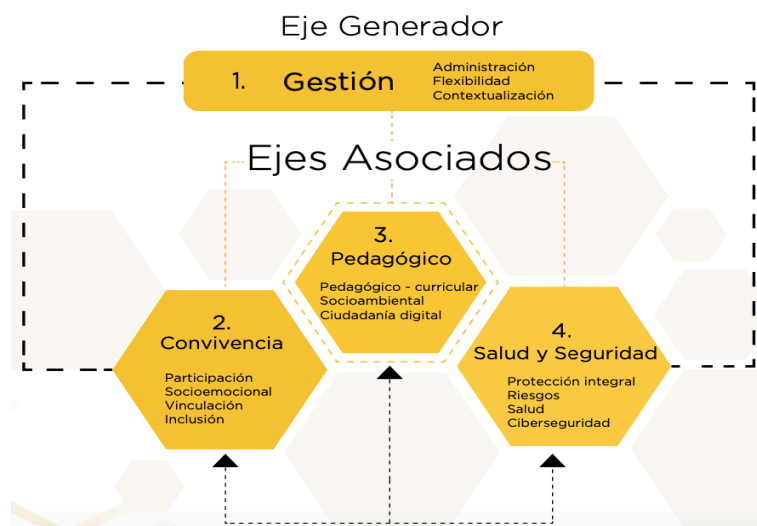 Eje Generador
1. Gestión
Administración
Flexibilidad
Contextualización
Ejes Asociados
3.
Pedagógico
Pedagógico - curricular
Socioambiental
Ciudadanía digital
2.
Convivencia
Participación
Socioemocional
Vinculación
Inclusión
4.
Salud y Seguridad
Protección integral
Riesgos
Salud
Ciberseguridad